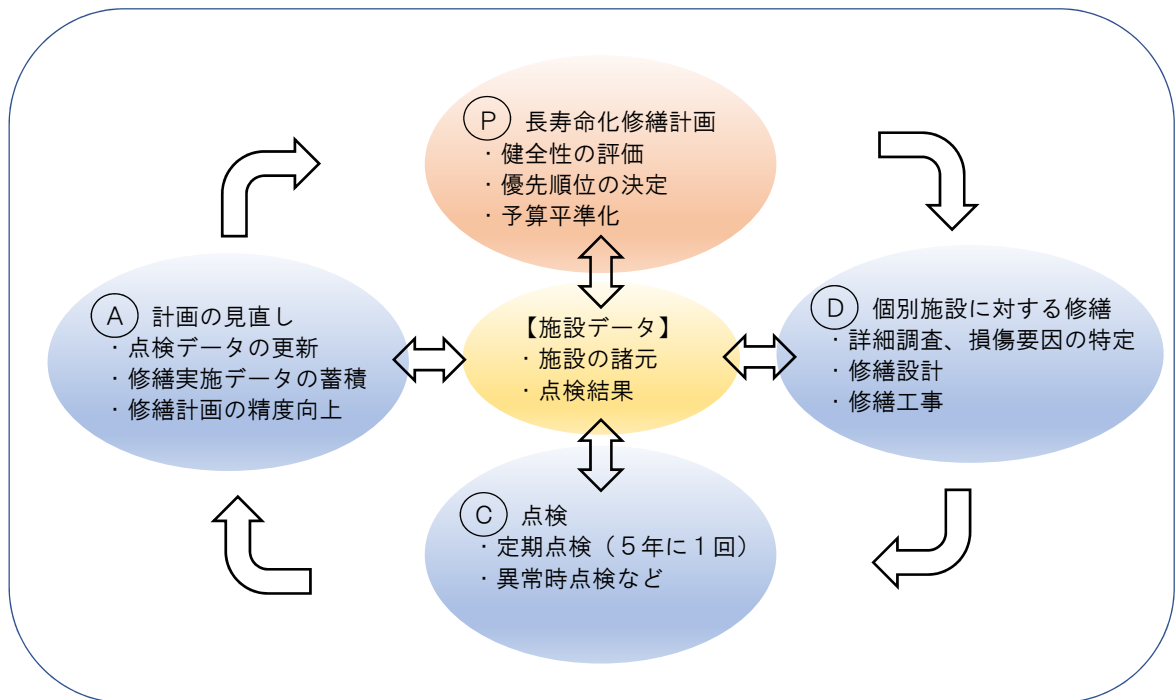 P 長寿命化修繕計画
・健全性の評価
・優先順位の決定
・予算平準化
A 計画の見直し
・点検データの更新
・修繕実施データの蓄積
・修繕計画の精度向上
【施設データ】
・施設の諸元
・点検結果
D 個別施設に対する修繕
・詳細調査、損傷要因の特定
・修繕設計
・修繕工事
C 点検
・定期点検（５年に１回）
・異常時点検など